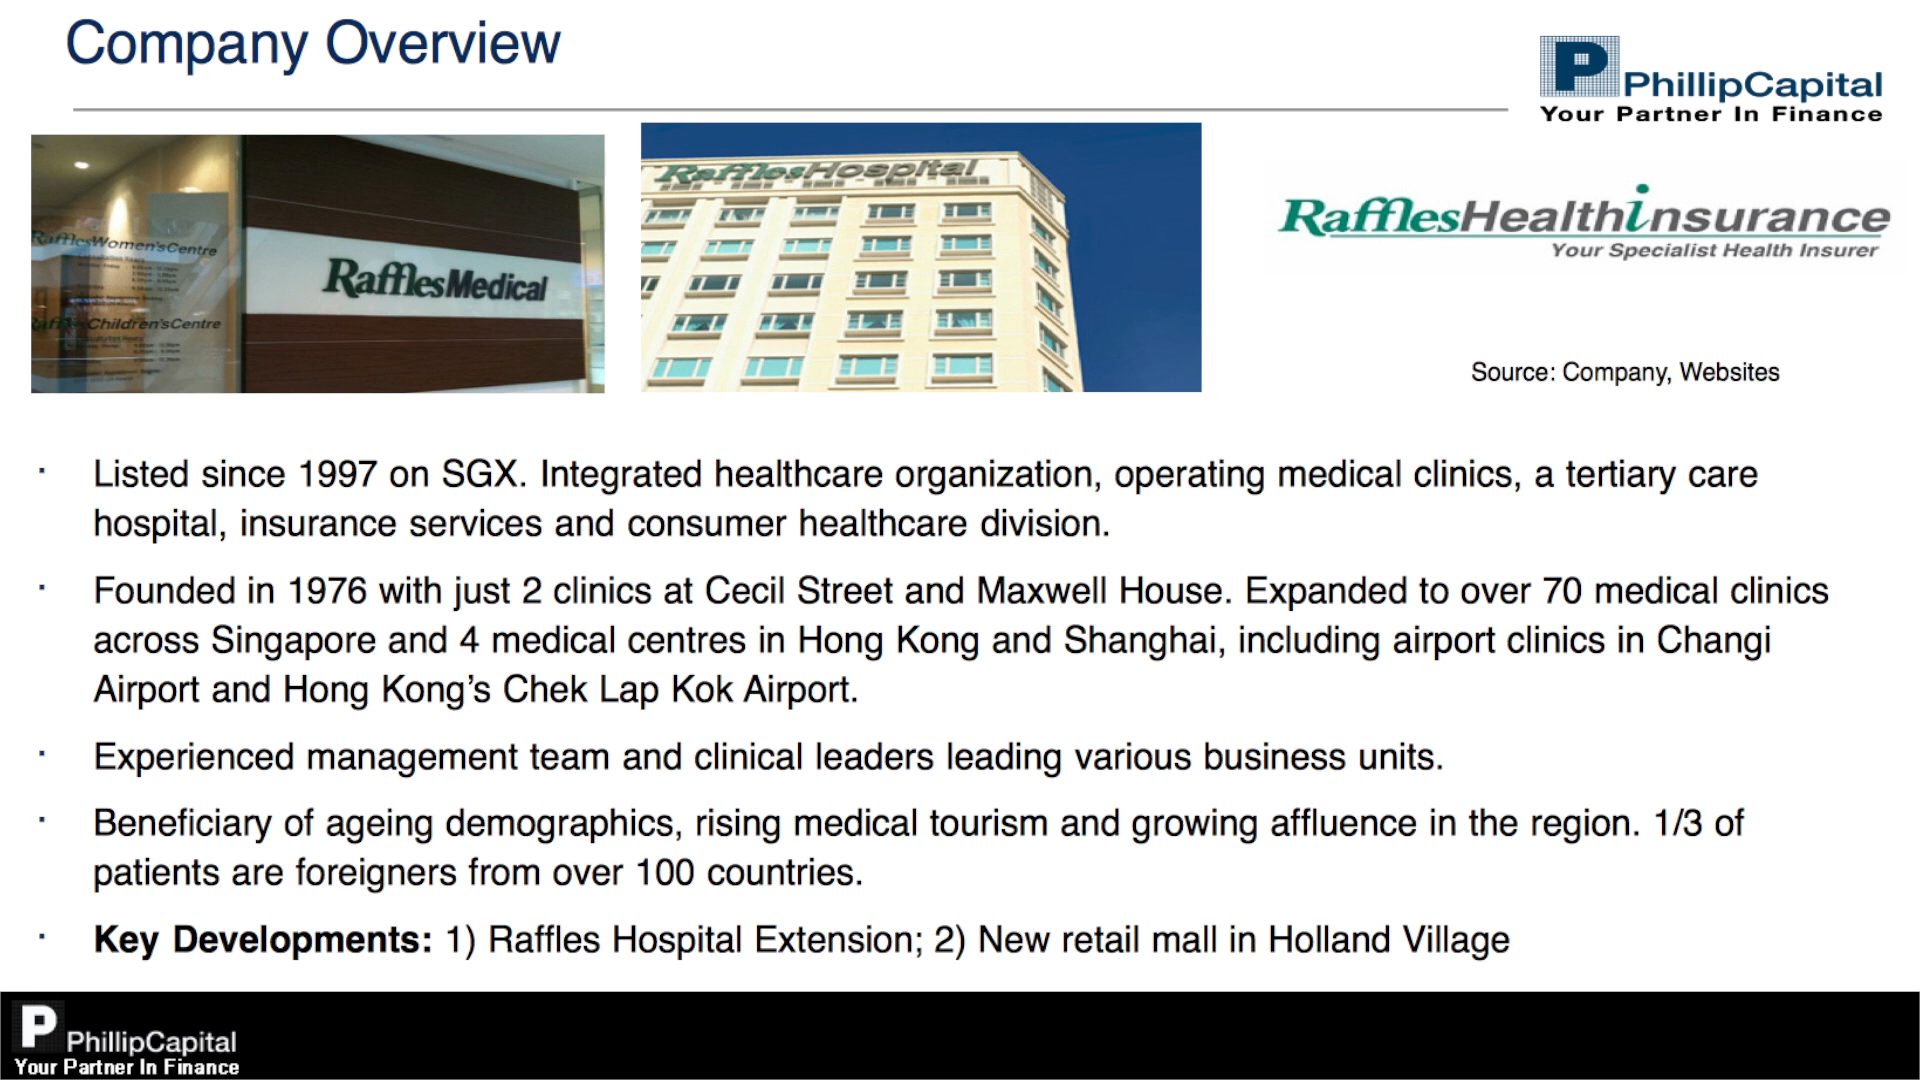 Company Overview
PhillipCapital
Your Partner In Finance
RafflesWomen'sCentre
RafflesMedical
Children'sCentre
RafflesHospital
RafflesHealthinsurance
Your Specialist Health Insurer
Source: Company, Websites
· Listed since 1997 on SGX. Integrated healthcare organization, operating medical clinics, a tertiary care
hospital, insurance services and consumer healthcare division.
· Founded in 1976 with just 2 clinics at Cecil Street and Maxwell House. Expanded to over 70 medical clinics
across Singapore and 4 medical centres in Hong Kong and Shanghai, including airport clinics in Changi
Airport and Hong Kong’s Chek Lap Kok Airport.
· Experienced management team and clinical leaders leading various business units.
· Beneficiary of ageing demographics, rising medical tourism and growing affluence in the region. 1/3 of
patients are foreigners from over 100 countries.
· Key Developments: 1) Raffles Hospital Extension; 2) New retail mall in Holland Village
PhillipCapital
Your Partner In Finance